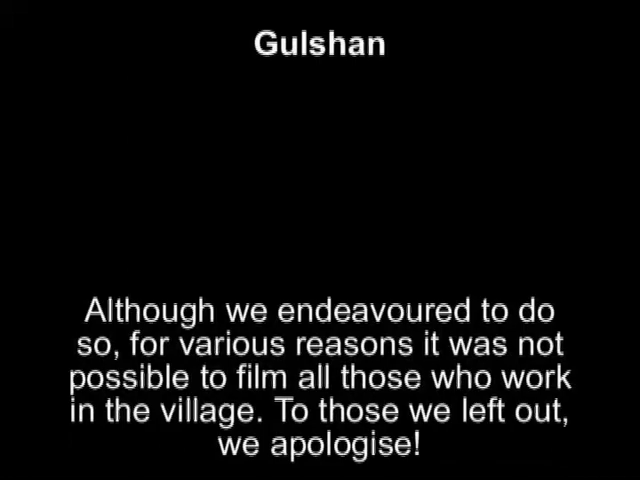 Gulshan
Although we endeavoured to do
so, for various reasons it was not
possible to film all those who work
in the village. To those we left out,
we apologise!